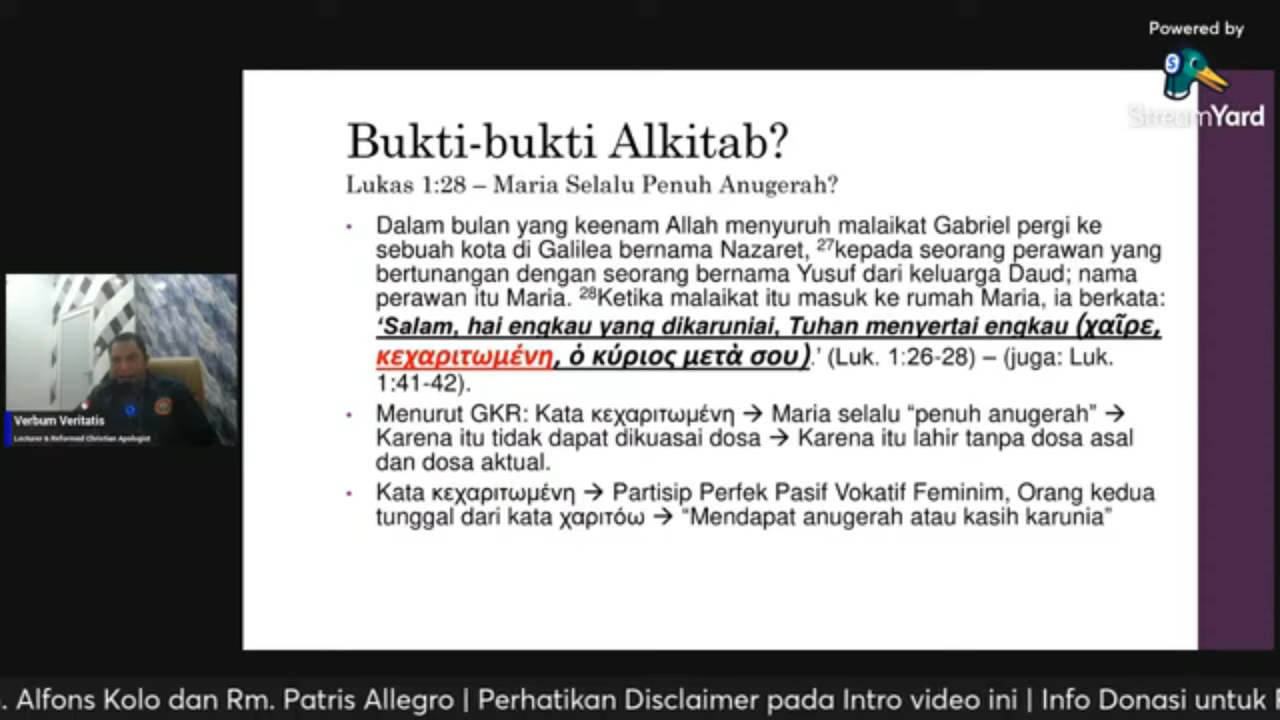 Powered by
StreamYard
Bukti-bukti Alkitab?
Lukas 1:28 – Maria Selalu Penuh Anugerah?
• Dalam bulan yang keenam Allah menyuruh malaikat Gabriel pergi ke
sebuah kota di Galilea bernama Nazaret, ²⁷kepada seorang perawan yang
bertunangan dengan seorang bernama Yusuf dari keluarga Daud; nama
perawan itu Maria. ²⁸Ketika malaikat itu masuk ke rumah Maria, ia berkata:
‘Salam, hai engkau yang dikaruniai, Tuhan menyertai engkau (χαῖρε,
κεχαριτωμένη, ὁ κύριος μετὰ σου).’ (Luk. 1:26-28) – (juga: Luk.
1:41-42).
• Menurut GKR: Kata κεχαριτωμένη → Maria selalu “penuh anugerah” →
Karena itu tidak dapat dikuasai dosa → Karena itu lahir tanpa dosa asal
dan dosa aktual.
• Kata κεχαριτωμένη → Partisip Perfek Pasif Vokatif Feminim, Orang kedua
tunggal dari kata χαριτόω → “Mendapat anugerah atau kasih karunia”
Verbum Veritatis
Lecturer & Reformed Christian Apologist
. Alfons Kolo dan Rm. Patris Allegro | Perhatikan Disclaimer pada Intro video ini | Info Donasi untuk